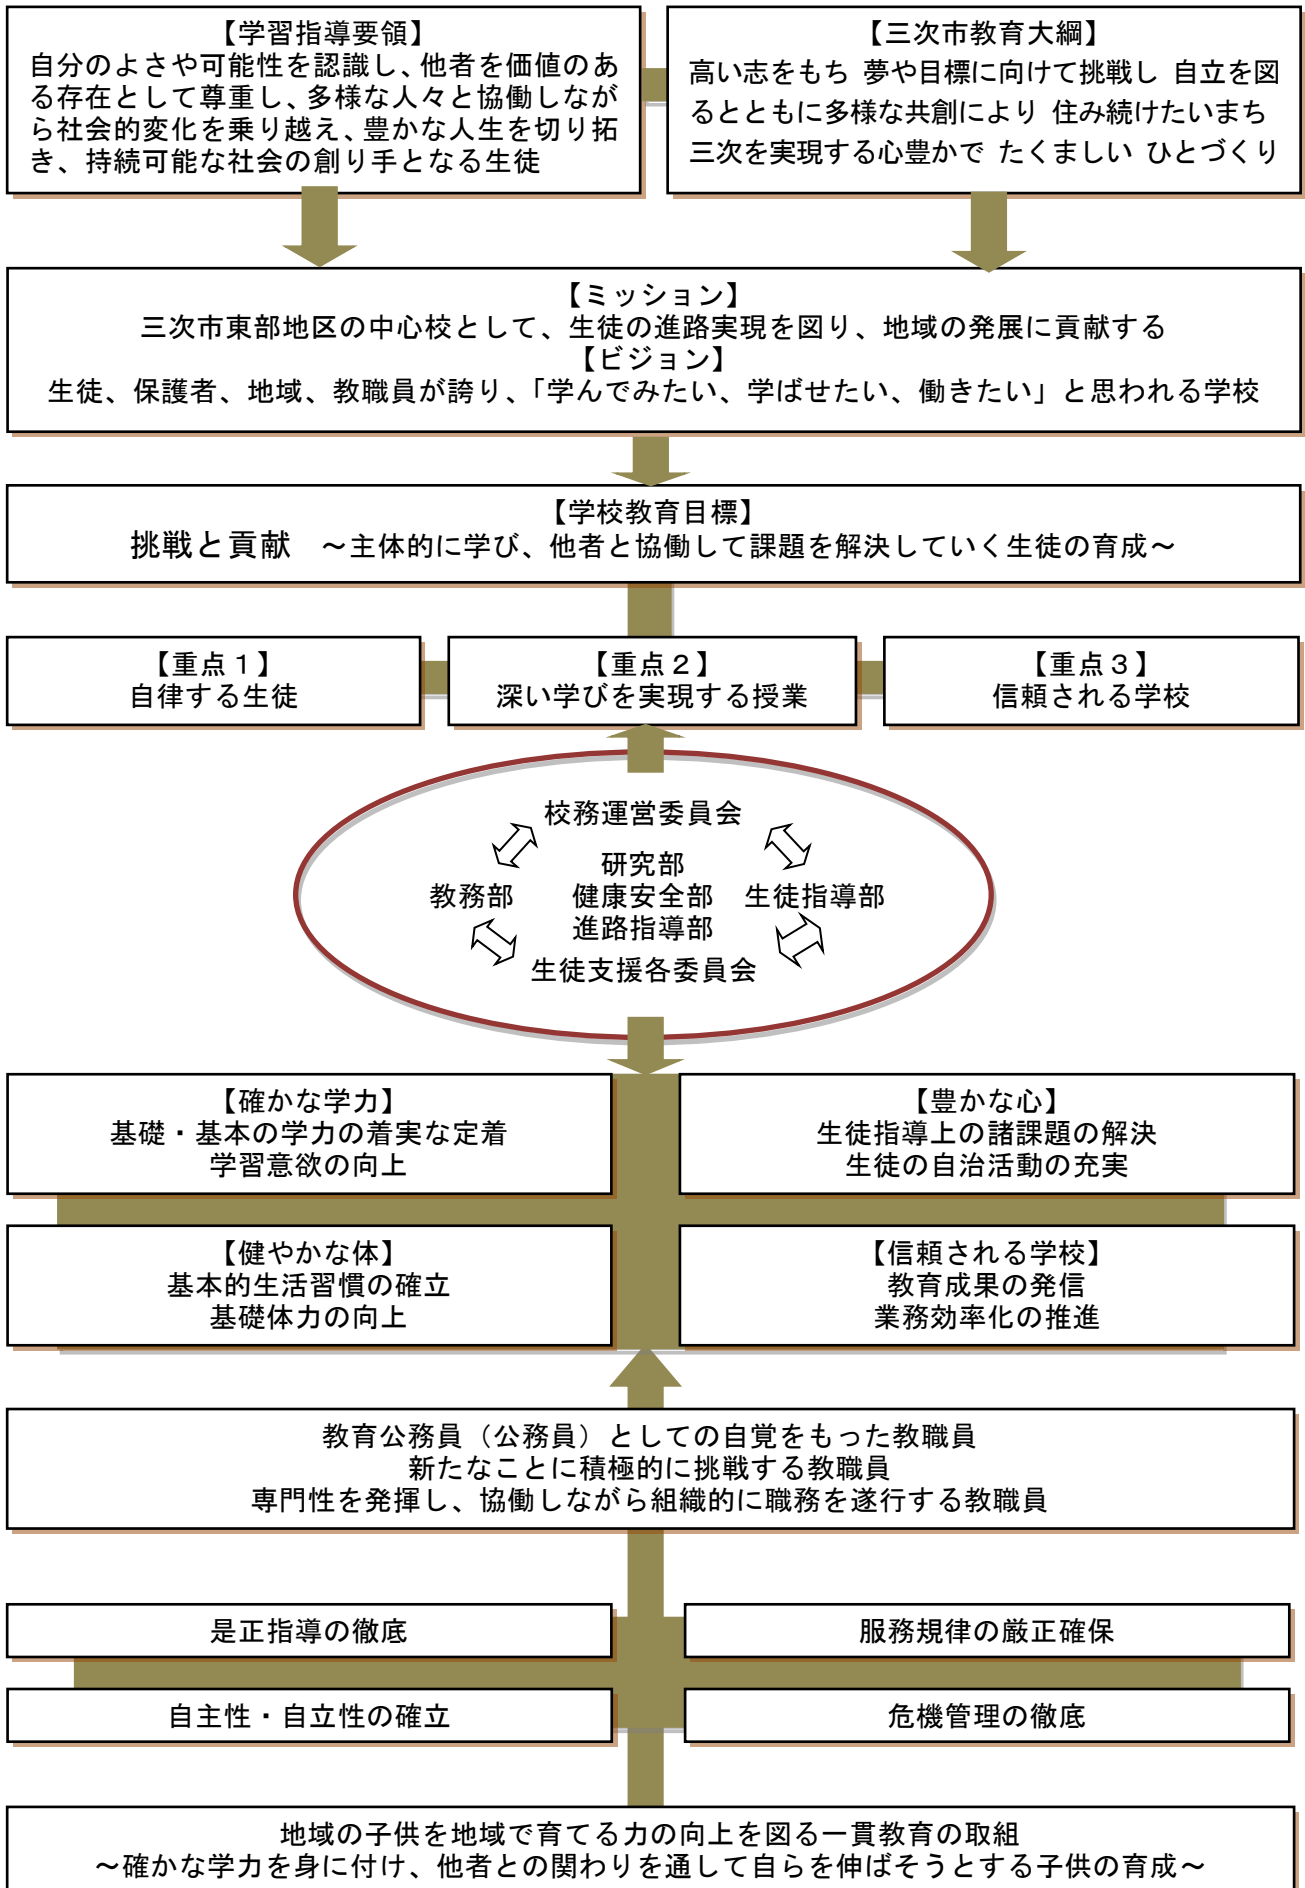 【学習指導要領】
自分のよさや可能性を認識し、他者を価値のあ
る存在として尊重し、多様な人々と協働しなが
ら社会的変化を乗り越え、豊かな人生を切り拓
き、持続可能な社会の創り手となる生徒
【三次市教育大綱】
高い志をもち 夢や目標に向けて挑戦し 自立を図
るとともに多様な共創により 住み続けたいまち
三次を実現する心豊かで たくましい ひとづくり
【ミッション】
三次市東部地区の中心校として、生徒の進路実現を図り、地域の発展に貢献する
【ビジョン】
生徒、保護者、地域、教職員が誇り、「学んでみたい、学ばせたい、働きたい」と思われる学校
【学校教育目標】
挑戦と貢献 ～主体的に学び、他者と協働して課題を解決していく生徒の育成～
【重点１】
自律する生徒
【重点２】
深い学びを実現する授業
【重点３】
信頼される学校
校務運営委員会
研究部
教務部 健康安全部 生徒指導部
進路指導部
生徒支援各委員会
【確かな学力】
基礎・基本の学力の着実な定着
学習意欲の向上
【豊かな心】
生徒指導上の諸課題の解決
生徒の自治活動の充実
【健やかな体】
基本的生活習慣の確立
基礎体力の向上
【信頼される学校】
教育成果の発信
業務効率化の推進
教育公務員（公務員）としての自覚をもった教職員
新たなことに積極的に挑戦する教職員
専門性を発揮し、協働しながら組織的に職務を遂行する教職員
是正指導の徹底
服務規律の厳正確保
自主性・自立性の確立
危機管理の徹底
地域の子供を地域で育てる力の向上を図る一貫教育の取組
～確かな学力を身に付け、他者との関わりを通して自らを伸ばそうとする子供の育成～